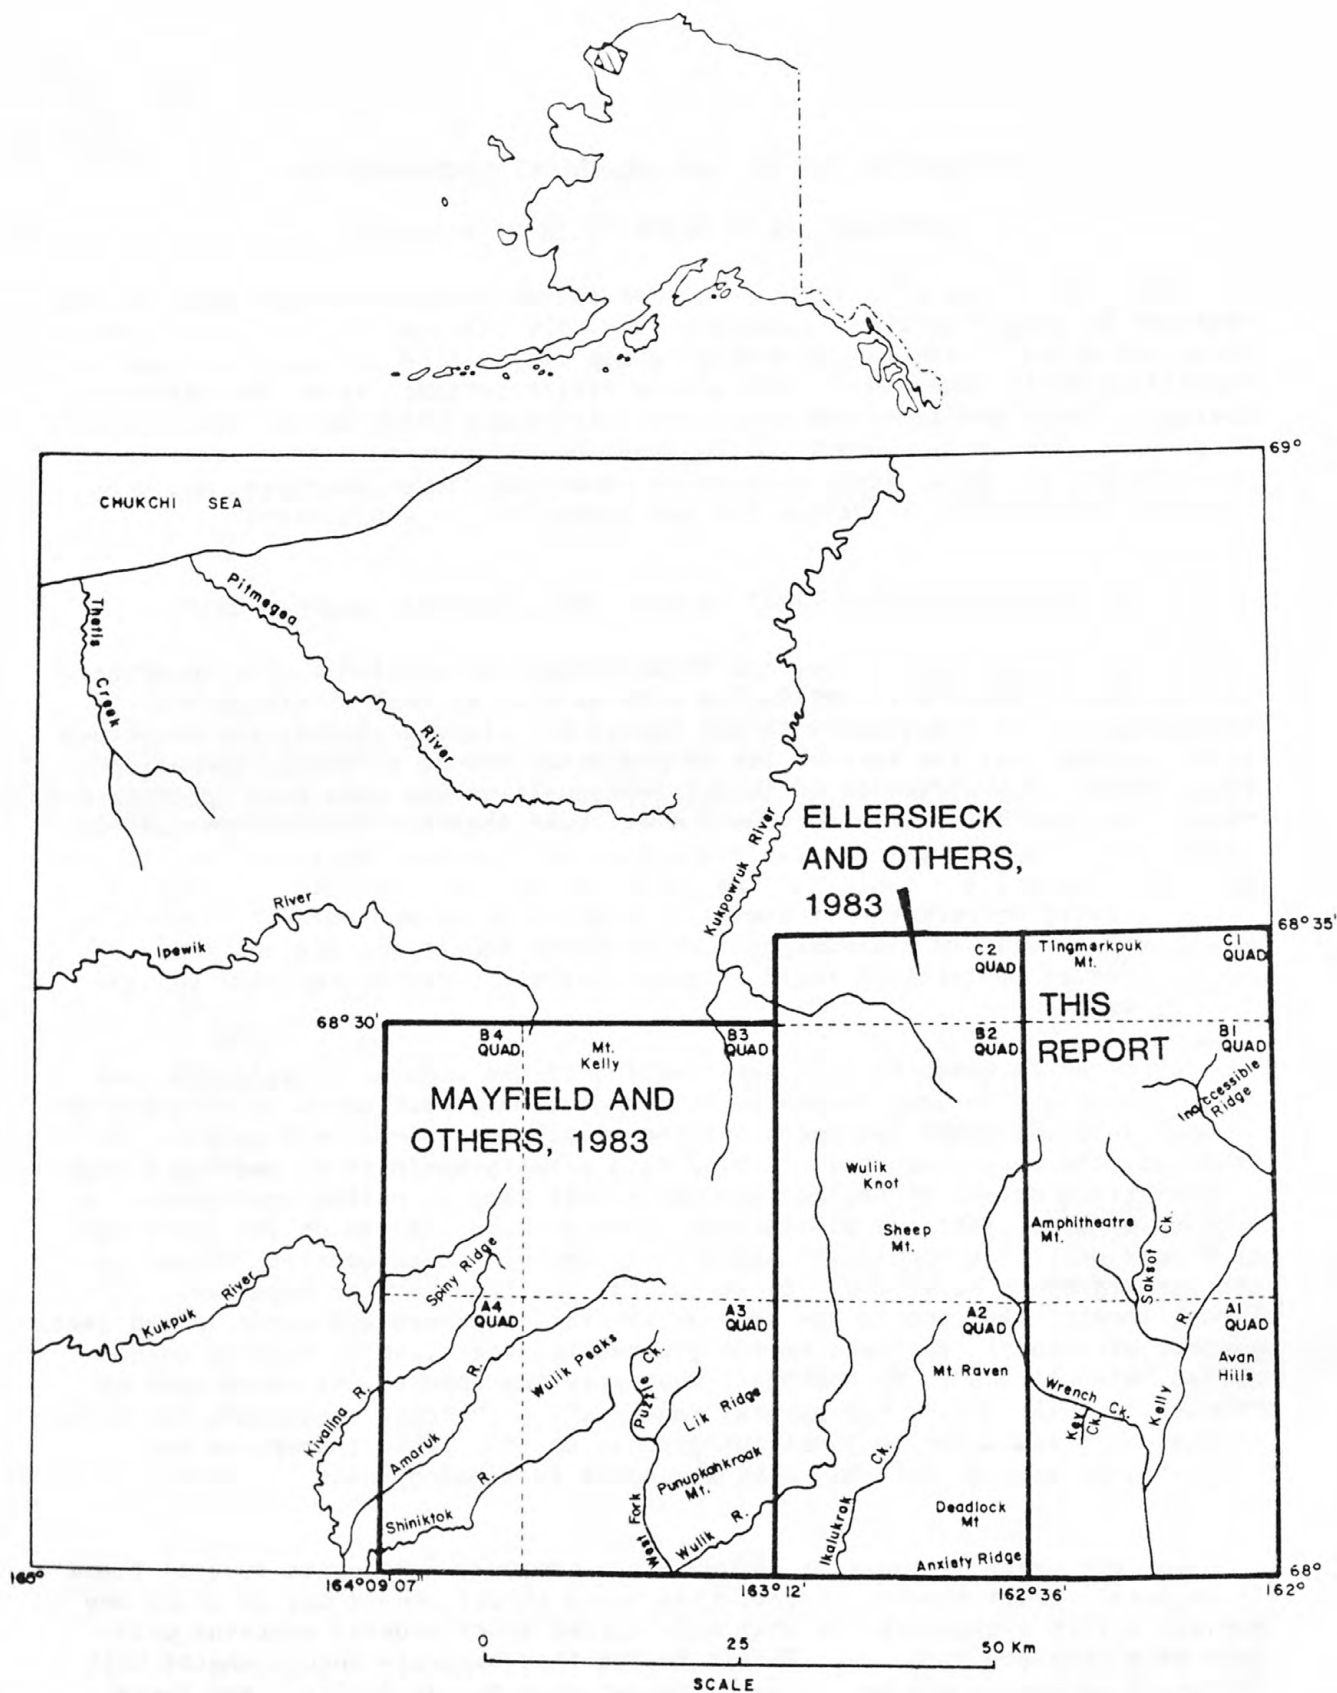 69°
CHUKCHI SEA
Pitmegea
River
Thetis
Creek
Kukpowruk River
ELLERSIECK
AND OTHERS,
1983
River
Ipewik
68° 35'
C2
QUAD
Tingmerkpuk
Mt.
C1
QUAD
THIS
REPORT
68° 30'
B4
QUAD
Mt.
Kelly
B3
QUAD
B2
QUAD
B1
QUAD
Inaccessible
Ridge
MAYFIELD AND
OTHERS, 1983
Wulik
Knot
Sheep
Mt.
Amphitheatre
Mt.
Saksot Ck.
Spiny Ridge
Kukpuk River
A4
QUAD
A3
QUAD
A2
QUAD
A1
QUAD
Avan
Hills
Kelly R.
Mt. Raven
Wrench Ck.
Key
Ck.
Wulik Peaks
Puzzle Ck.
Lik Ridge
Kivalina R.
Amaruk R.
Punupkahkroak
Mt.
Shiniktok R.
West Fork
Wulik R.
Ikalukrok Ck.
Deadlock
Mt
Anxiety Ridge
165°
164°09'07"
163°12'
162°36'
162°
68°
0 25 50 Km
SCALE